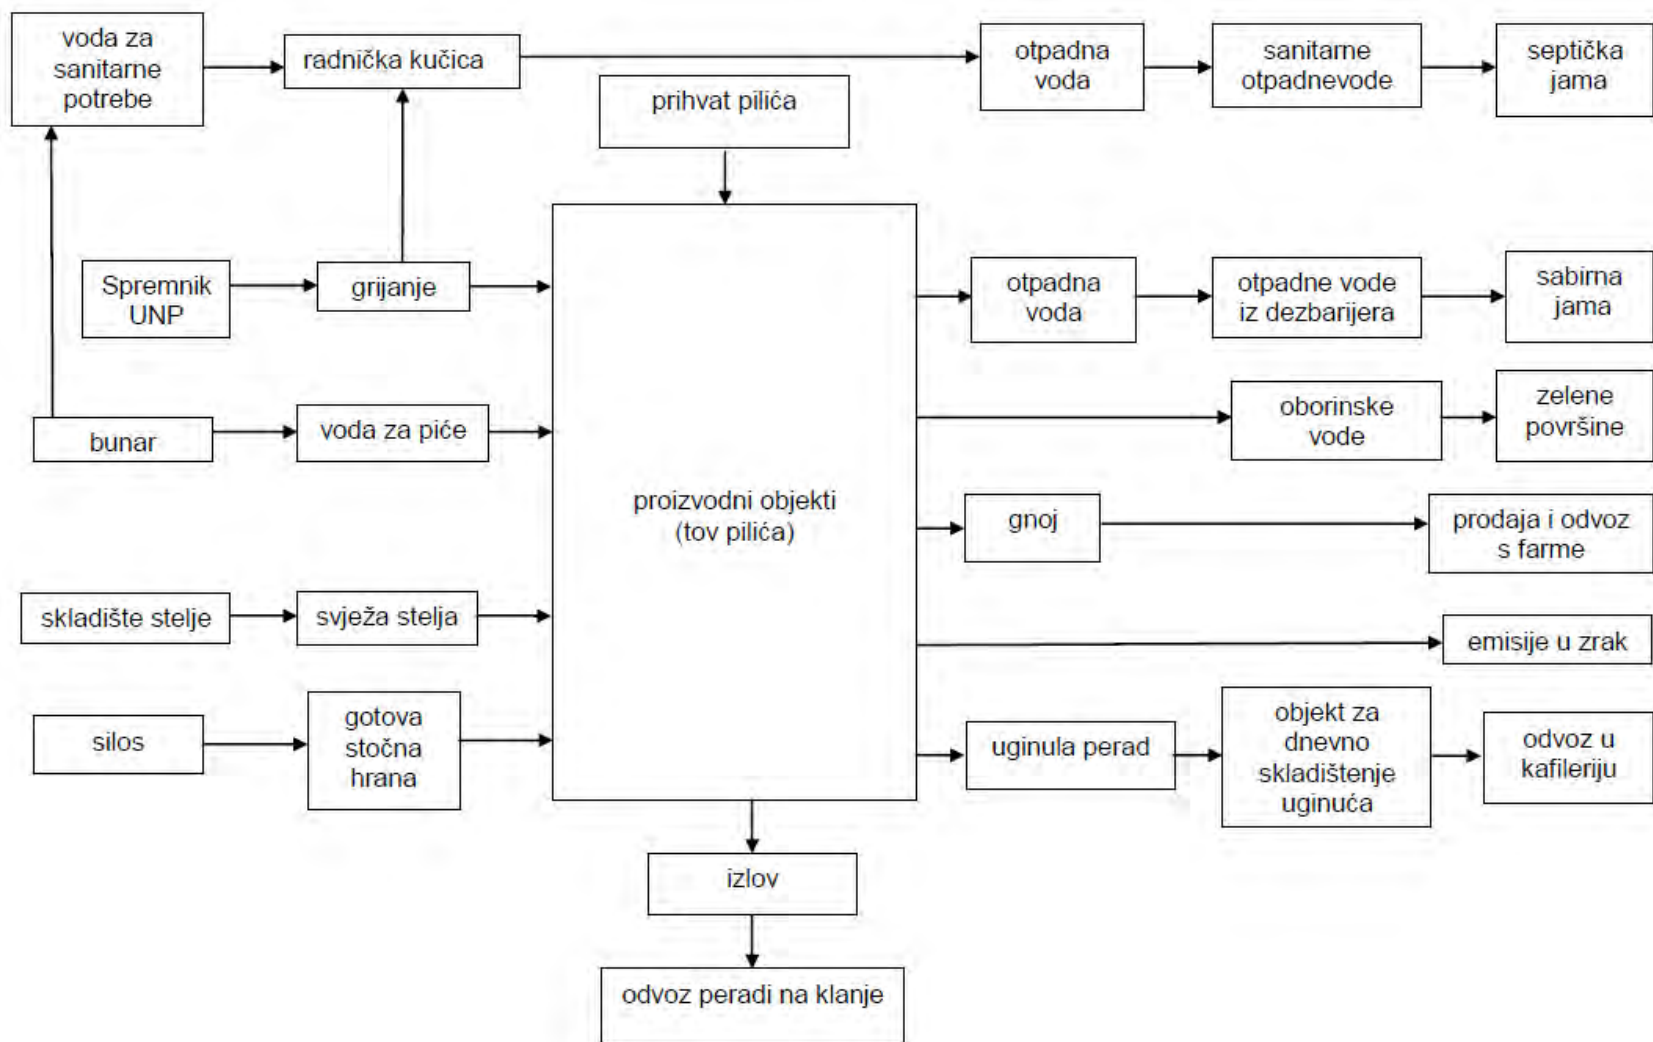 voda za
sanitarne
potrebe
radnička kućica
otpadna
voda
sanitarne
otpadnevode
septička
jama
prihvat pilića
Spremnik
UNP
grijanje
otpadna
voda
otpadne vode
iz dezbarijera
sabirna
jama
bunar
voda za piće
oborinske
vode
zelene
površine
proizvodni objekti
(tov pilića)
gnoj
prodaja i odvoz
s farme
skladište stelje
svježa stelja
emisije u zrak
silos
gotova
stočna
hrana
uginula perad
objekt za
dnevno
skladištenje
uginuća
odvoz u
kafileriju
izlov
odvoz peradi na klanje